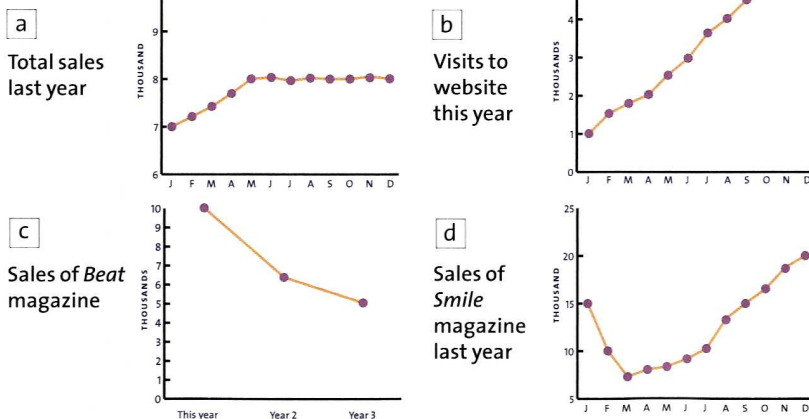 a
Total sales
last year
THOUSAND
9
8
7
6
J F M A M J J A S O N D
b
Visits to
website
this year
THOUSANDS
4
3
2
1
0
J F M A M J J A S O N D
c
Sales of Beat
magazine
THOUSANDS
10
9
8
7
6
5
4
3
2
1
0
This year Year 2 Year 3
d
Sales of
Smile
magazine
last year
THOUSAND
25
20
15
10
5
J F M A M J J A S O N D